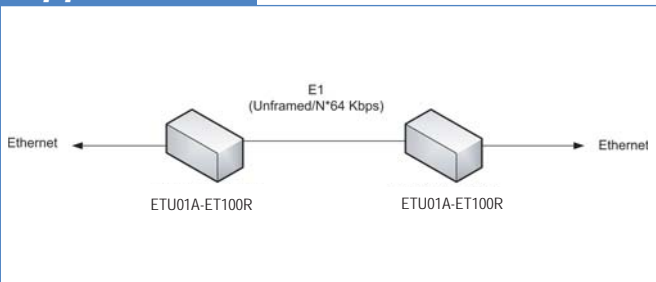 E1
(Unframed/N*64 Kbps)
Ethernet
Ethernet
ETU01A-ET100R
ETU01A-ET100R